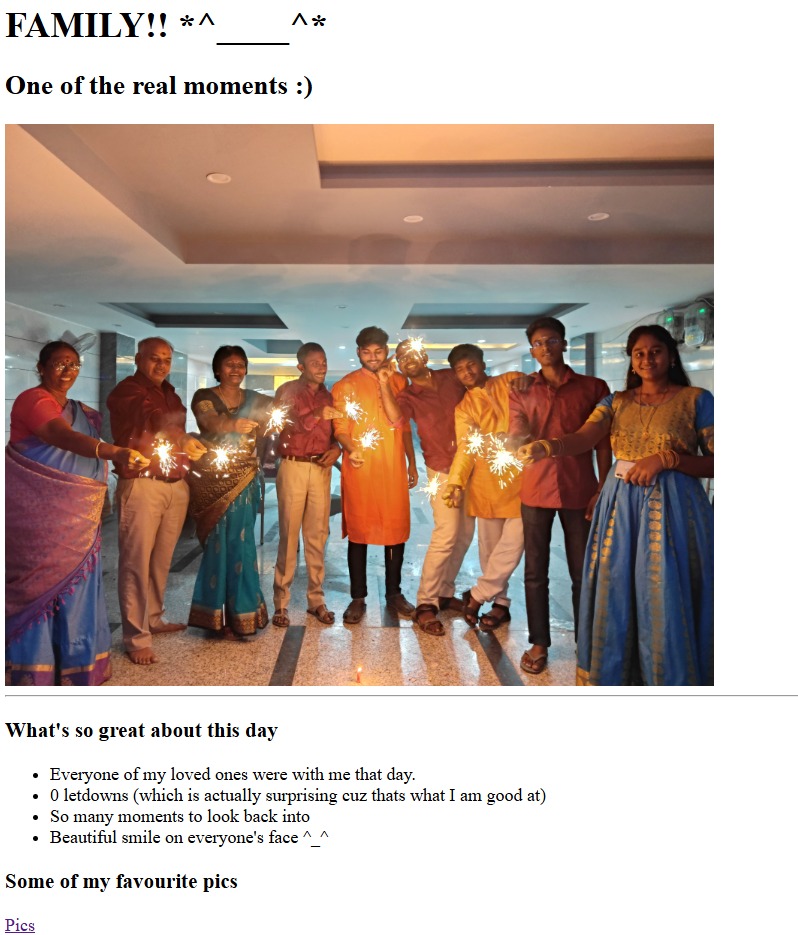 FAMILY!! *^____^*
One of the real moments :)
What's so great about this day
Everyone of my loved ones were with me that day.
0 letdowns (which is actually surprising cuz thats what I am good at)
So many moments to look back into
Beautiful smile on everyone's face ^_^
Some of my favourite pics
Pics